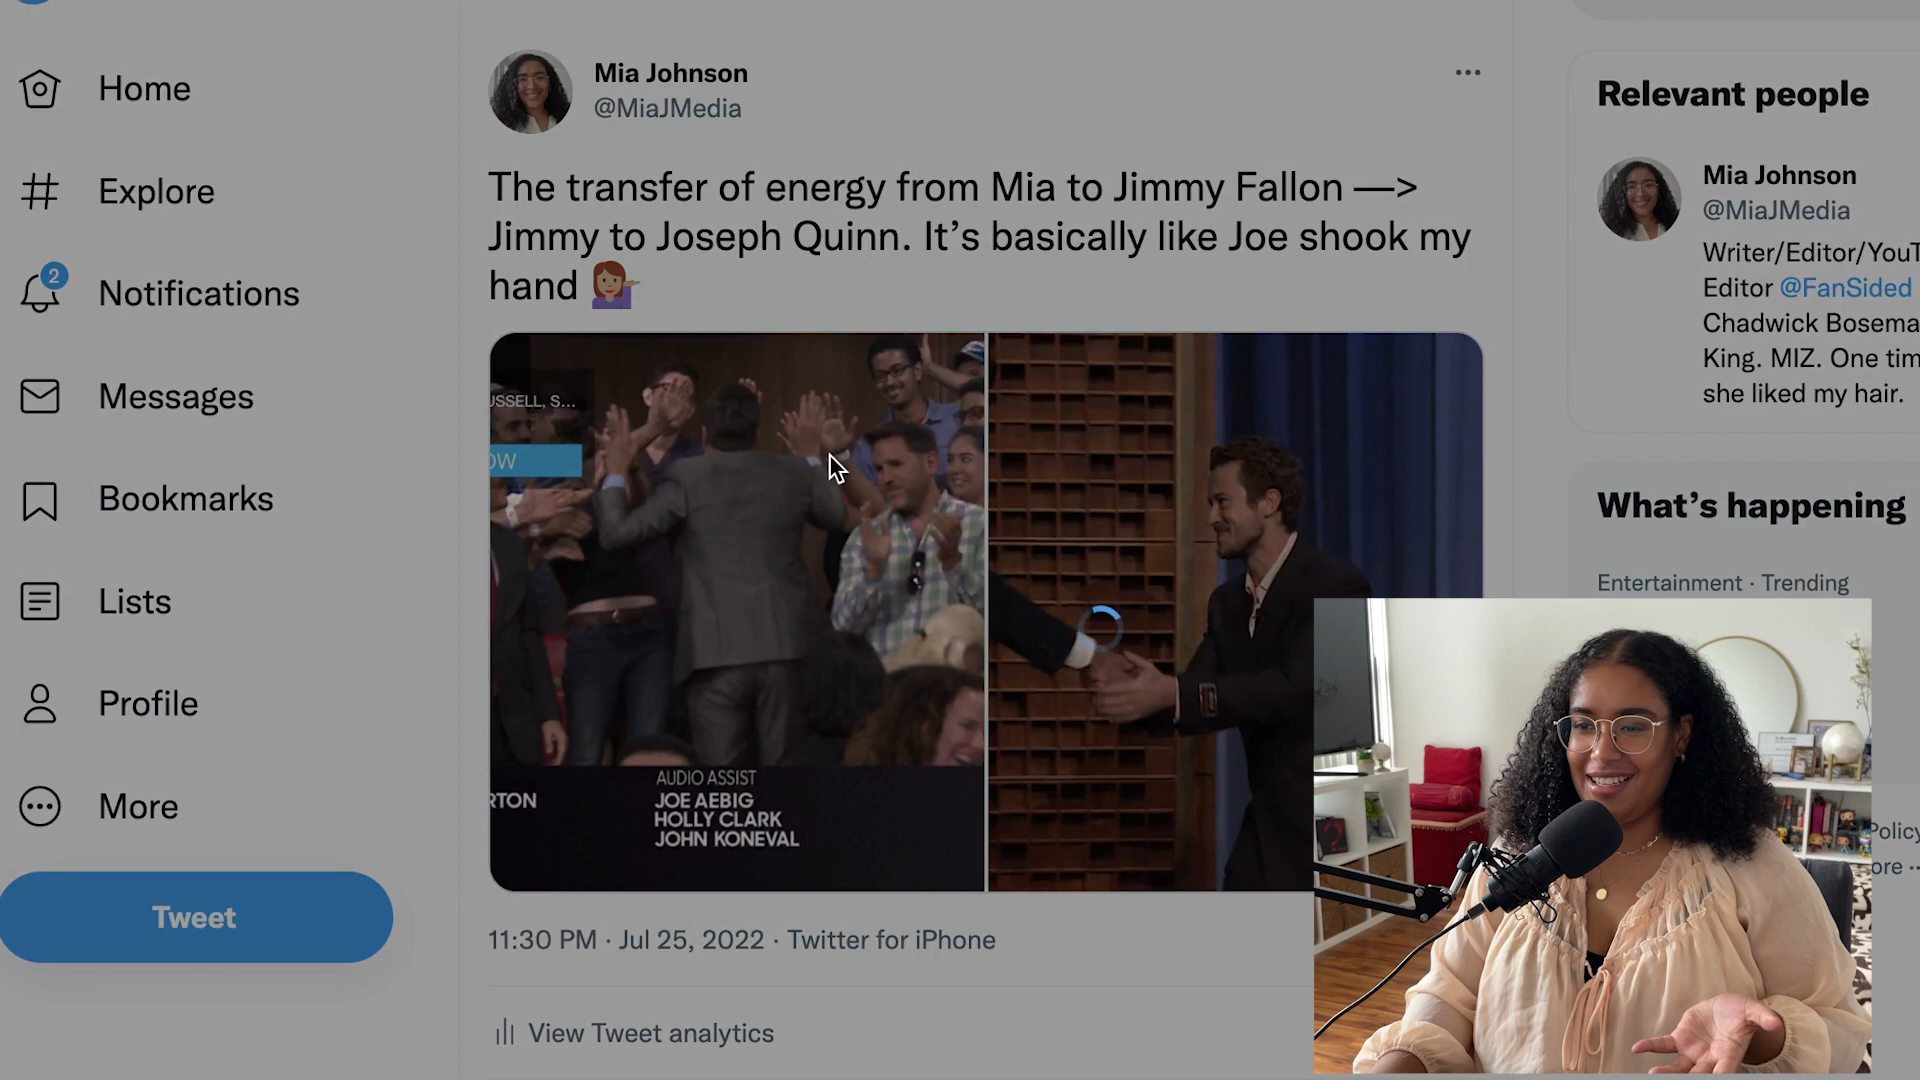 Home
Explore
2
Notifications
Messages
Bookmarks
Lists
Profile
More
Tweet
Mia Johnson
@MiaJMedia
The transfer of energy from Mia to Jimmy Fallon —>
Jimmy to Joseph Quinn. It’s basically like Joe shook my
hand
USSELL, S...
OW
RTON
AUDIO ASSIST
JOE AEBIG
HOLLY CLARK
JOHN KONEVAL
11:30 PM · Jul 25, 2022 · Twitter for iPhone
View Tweet analytics
Relevant people
Mia Johnson
@MiaJMedia
Writer/Editor/YouT
Editor @FanSided
Chadwick Bosema
King. MIZ. One tim
she liked my hair.
What’s happening
Entertainment · Trending
Policy
ore ··